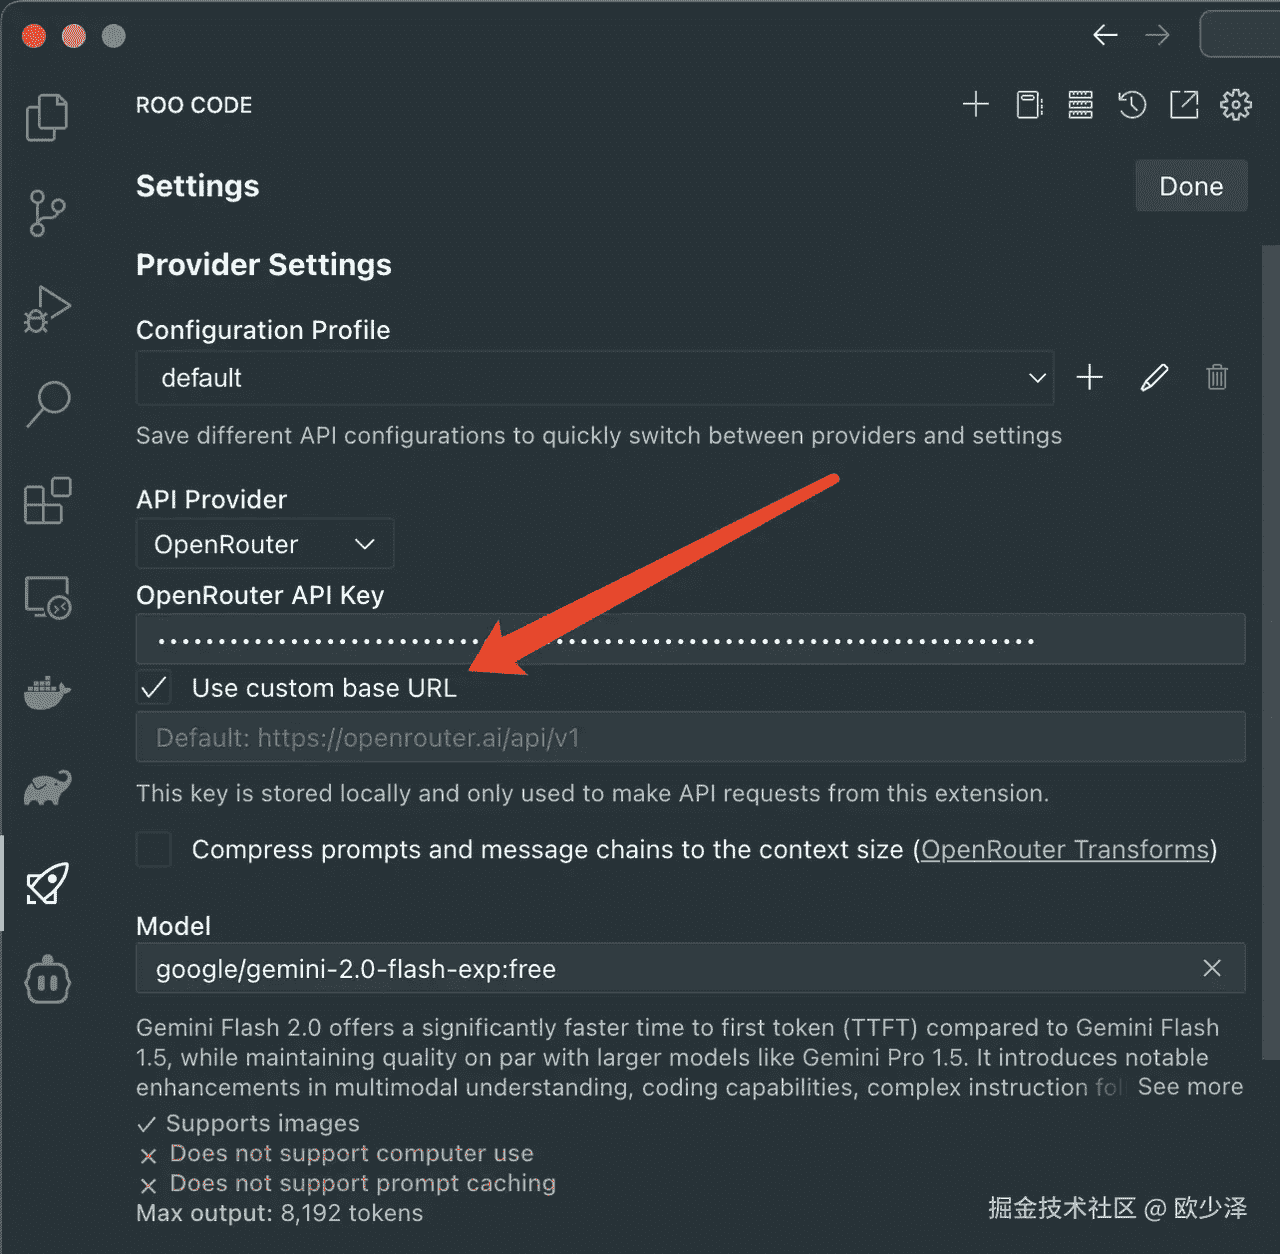 ROO CODE
Settings
Done
Provider Settings
Configuration Profile
default
Save different API configurations to quickly switch between providers and settings
API Provider
OpenRouter
OpenRouter API Key
Use custom base URL
Default: https://openrouter.ai/api/v1
This key is stored locally and only used to make API requests from this extension.
Compress prompts and message chains to the context size (OpenRouter Transforms)
Model
google/gemini-2.0-flash-exp:free
Gemini Flash 2.0 offers a significantly faster time to first token (TTFT) compared to Gemini Flash
1.5, while maintaining quality on par with larger models like Gemini Pro 1.5. It introduces notable
enhancements in multimodal understanding, coding capabilities, complex instruction fol See more
Supports images
Does not support computer use
Does not support prompt caching
Max output: 8,192 tokens
掘金技术社区 @ 欧少泽